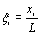 ξᵢ = xᵢ / L